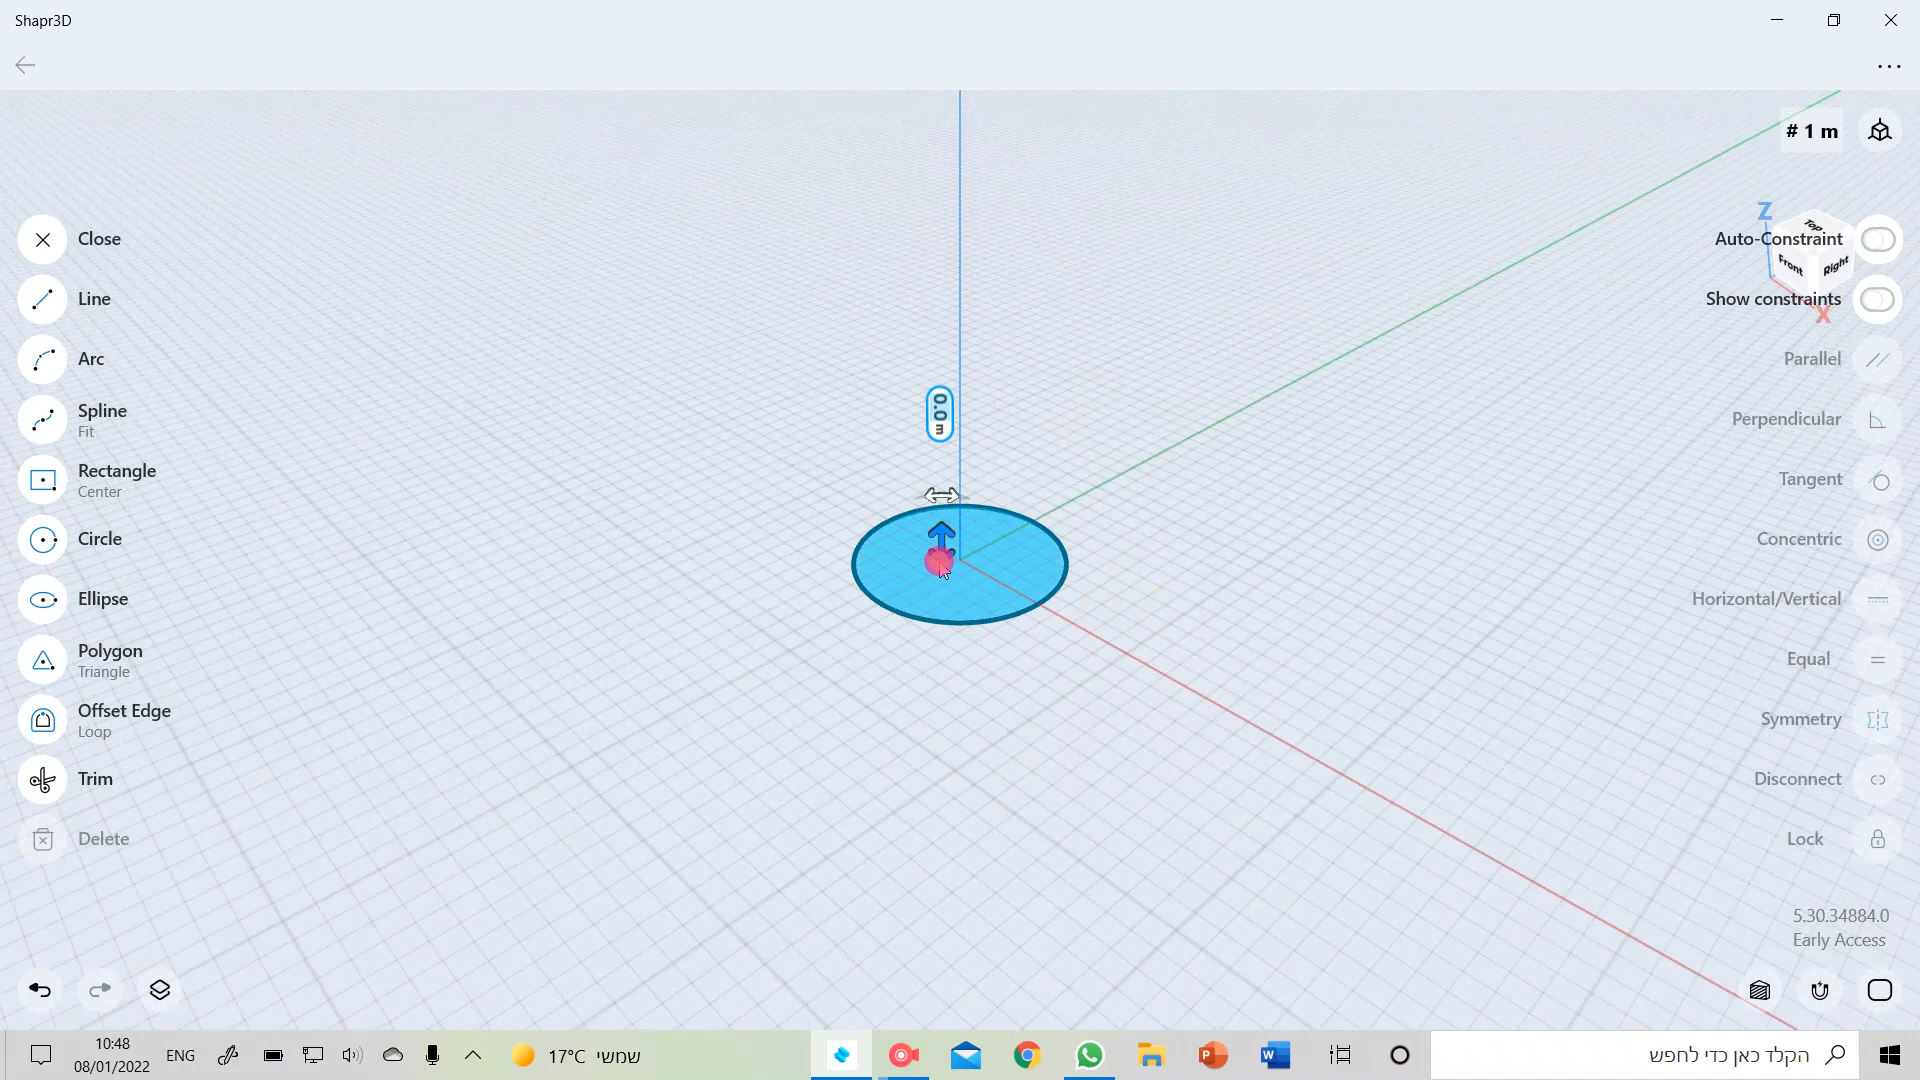 Shapr3D
# 1 m
Close
Line
Arc
Spline
Fit
Rectangle
Center
Circle
Ellipse
Polygon
Triangle
Offset Edge
Loop
Trim
Delete
0.0 m
Z
Top
Front
Right
X
Auto-Constraint
Show constraints
Parallel
Perpendicular
Tangent
Concentric
Horizontal/Vertical
Equal
Symmetry
Disconnect
Lock
5.30.34884.0
Early Access
10:48
08/01/2022
ENG
17°C שמשי
הקלד כאן כדי לחפש